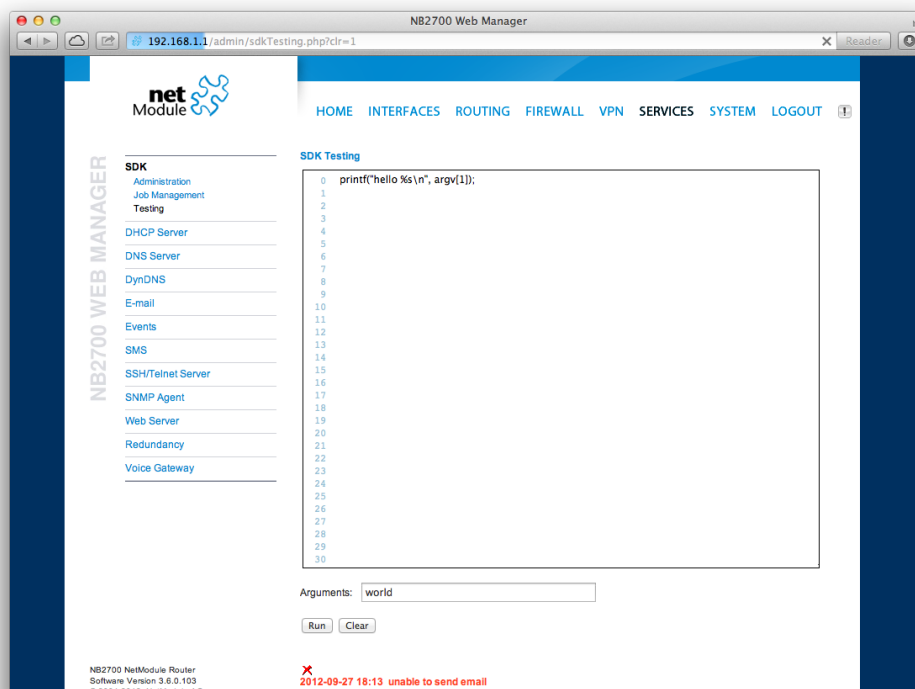 NB2700 Web Manager
192.168.1.1/admin/sdkTesting.php?clr=1
Reader
net
Module
HOME INTERFACES ROUTING FIREWALL VPN SERVICES SYSTEM LOGOUT
NB2700 WEB MANAGER
SDK
Administration
Job Management
Testing
DHCP Server
DNS Server
DynDNS
E-mail
Events
SMS
SSH/Telnet Server
SNMP Agent
Web Server
Redundancy
Voice Gateway
SDK Testing
0 printf("hello %s\n", argv[1]);
1
2
3
4
5
6
7
8
9
10
11
12
13
14
15
16
17
18
19
20
21
22
23
24
25
26
27
28
29
30
Arguments: world
Run Clear
NB2700 NetModule Router
Software Version 3.6.0.103
2012-09-27 18:13 unable to send email